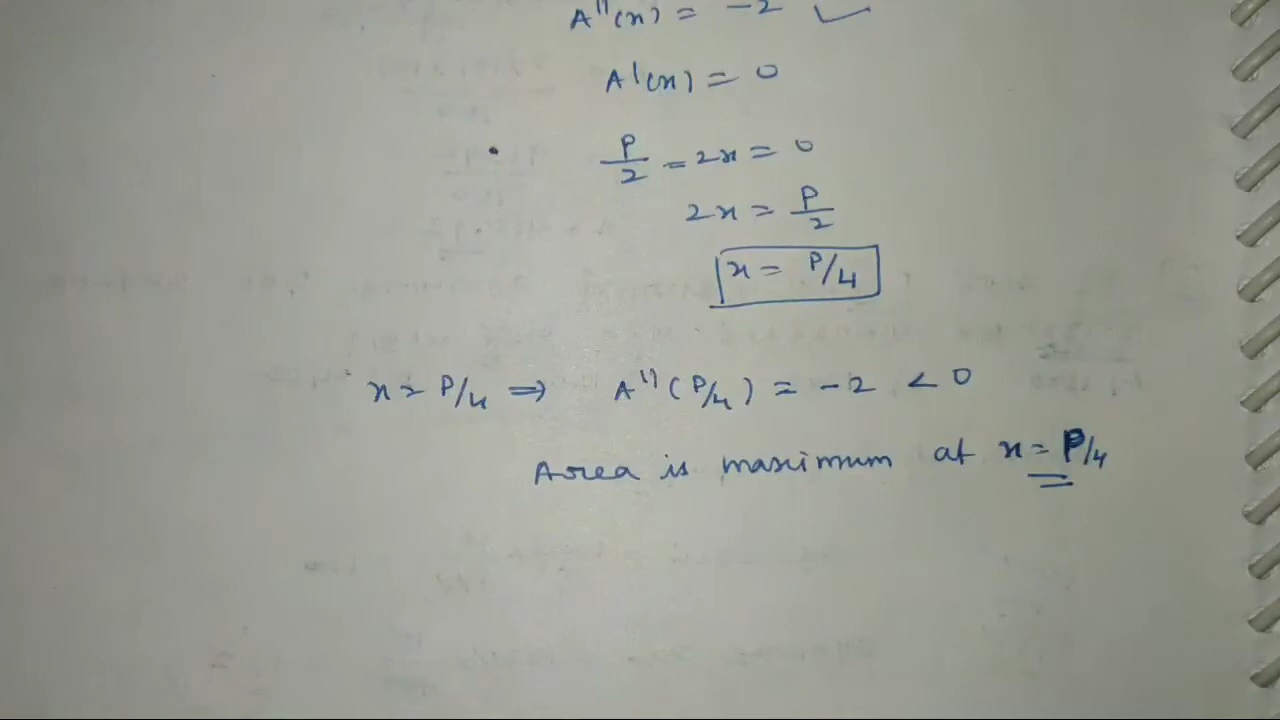 A''(x) = -2 ✓
A'(x) = 0
P/2 - 2x = 0
2x = P/2
x = P/4
x = P/4 ⇒ A''(P/4) = -2 < 0
Area is maximum at x = P/4